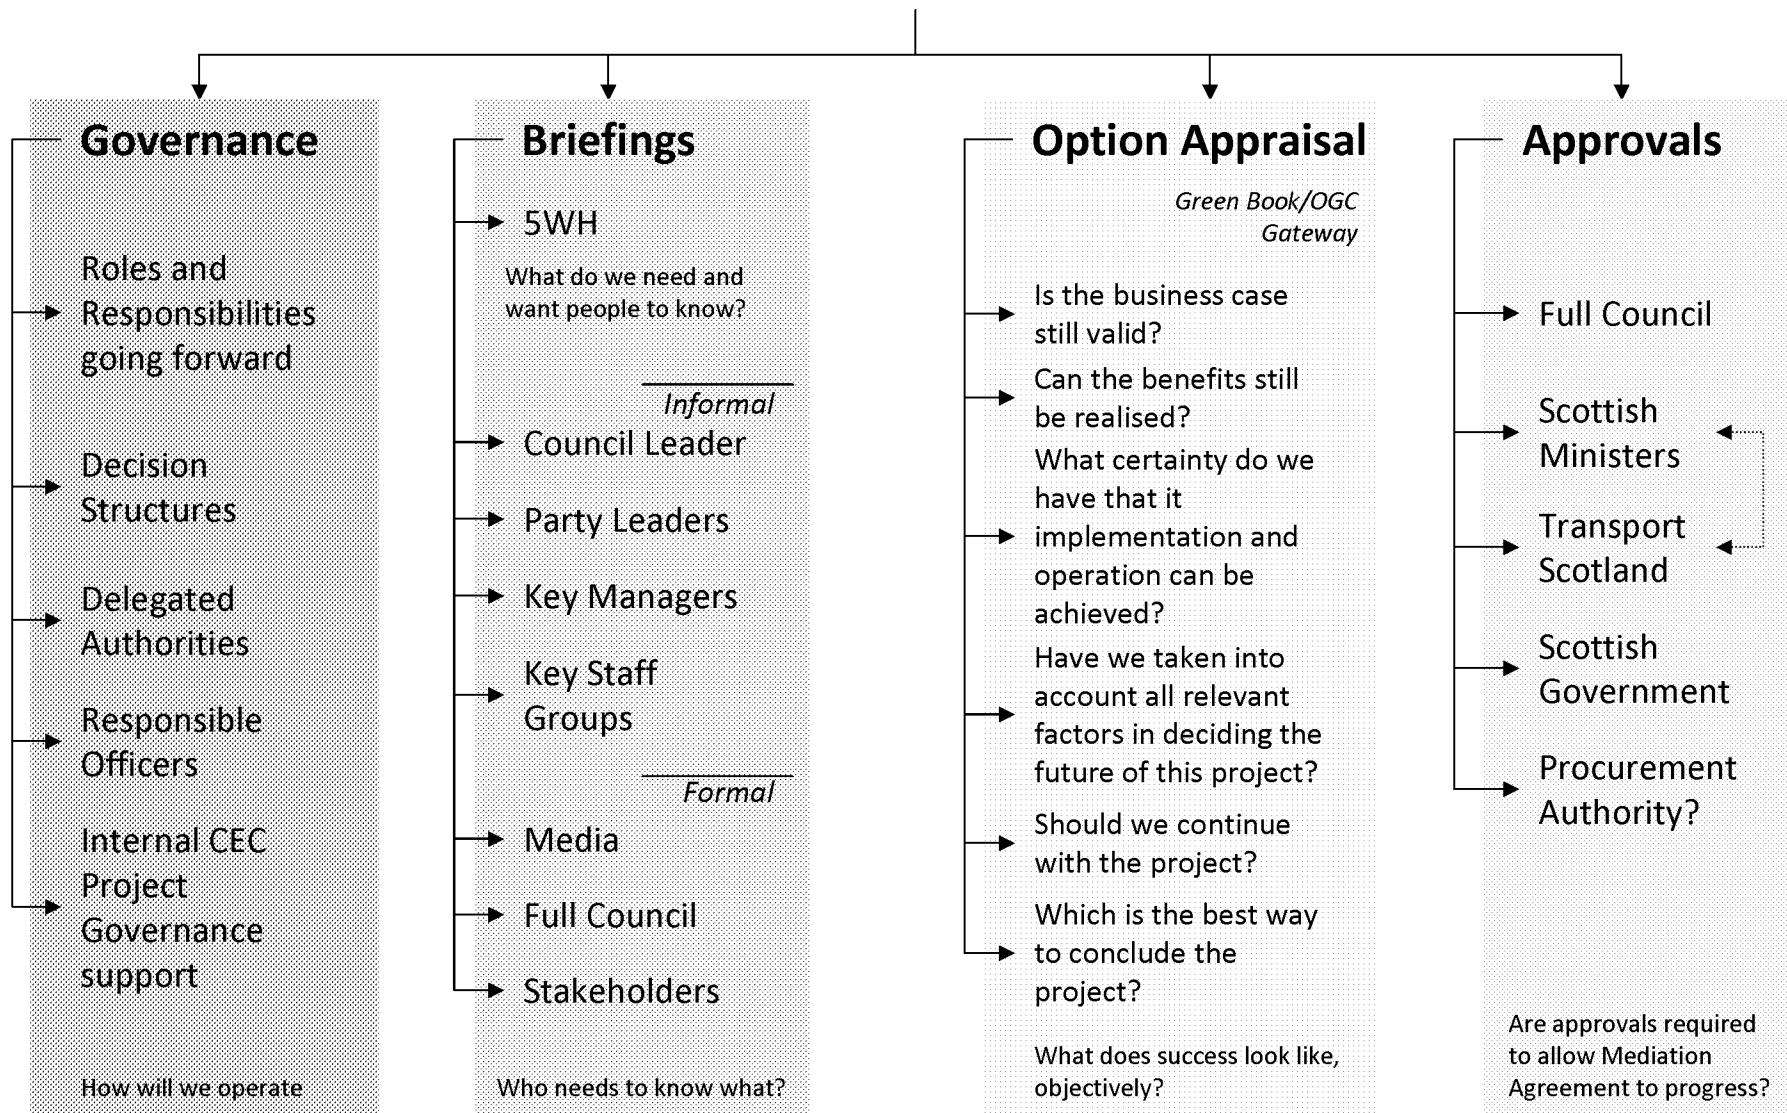 Governance
Roles and
Responsibilities
going forward
Decision
Structures
Delegated
Authorities
Responsible
Officers
Internal CEC
Project
Governance
support
How will we operate
Briefings
5WH
What do we need and
want people to know?
Informal
Council Leader
Party Leaders
Key Managers
Key Staff
Groups
Formal
Media
Full Council
Stakeholders
Who needs to know what?
Option Appraisal
Green Book/OGC
Gateway
Is the business case
still valid?
Can the benefits still
be realised?
What certainty do we
have that it
implementation and
operation can be
achieved?
Have we taken into
account all relevant
factors in deciding the
future of this project?
Should we continue
with the project?
Which is the best way
to conclude the
project?
What does success look like,
objectively?
Approvals
Full Council
Scottish
Ministers
Transport
Scotland
Scottish
Government
Procurement
Authority?
Are approvals required
to allow Mediation
Agreement to progress?